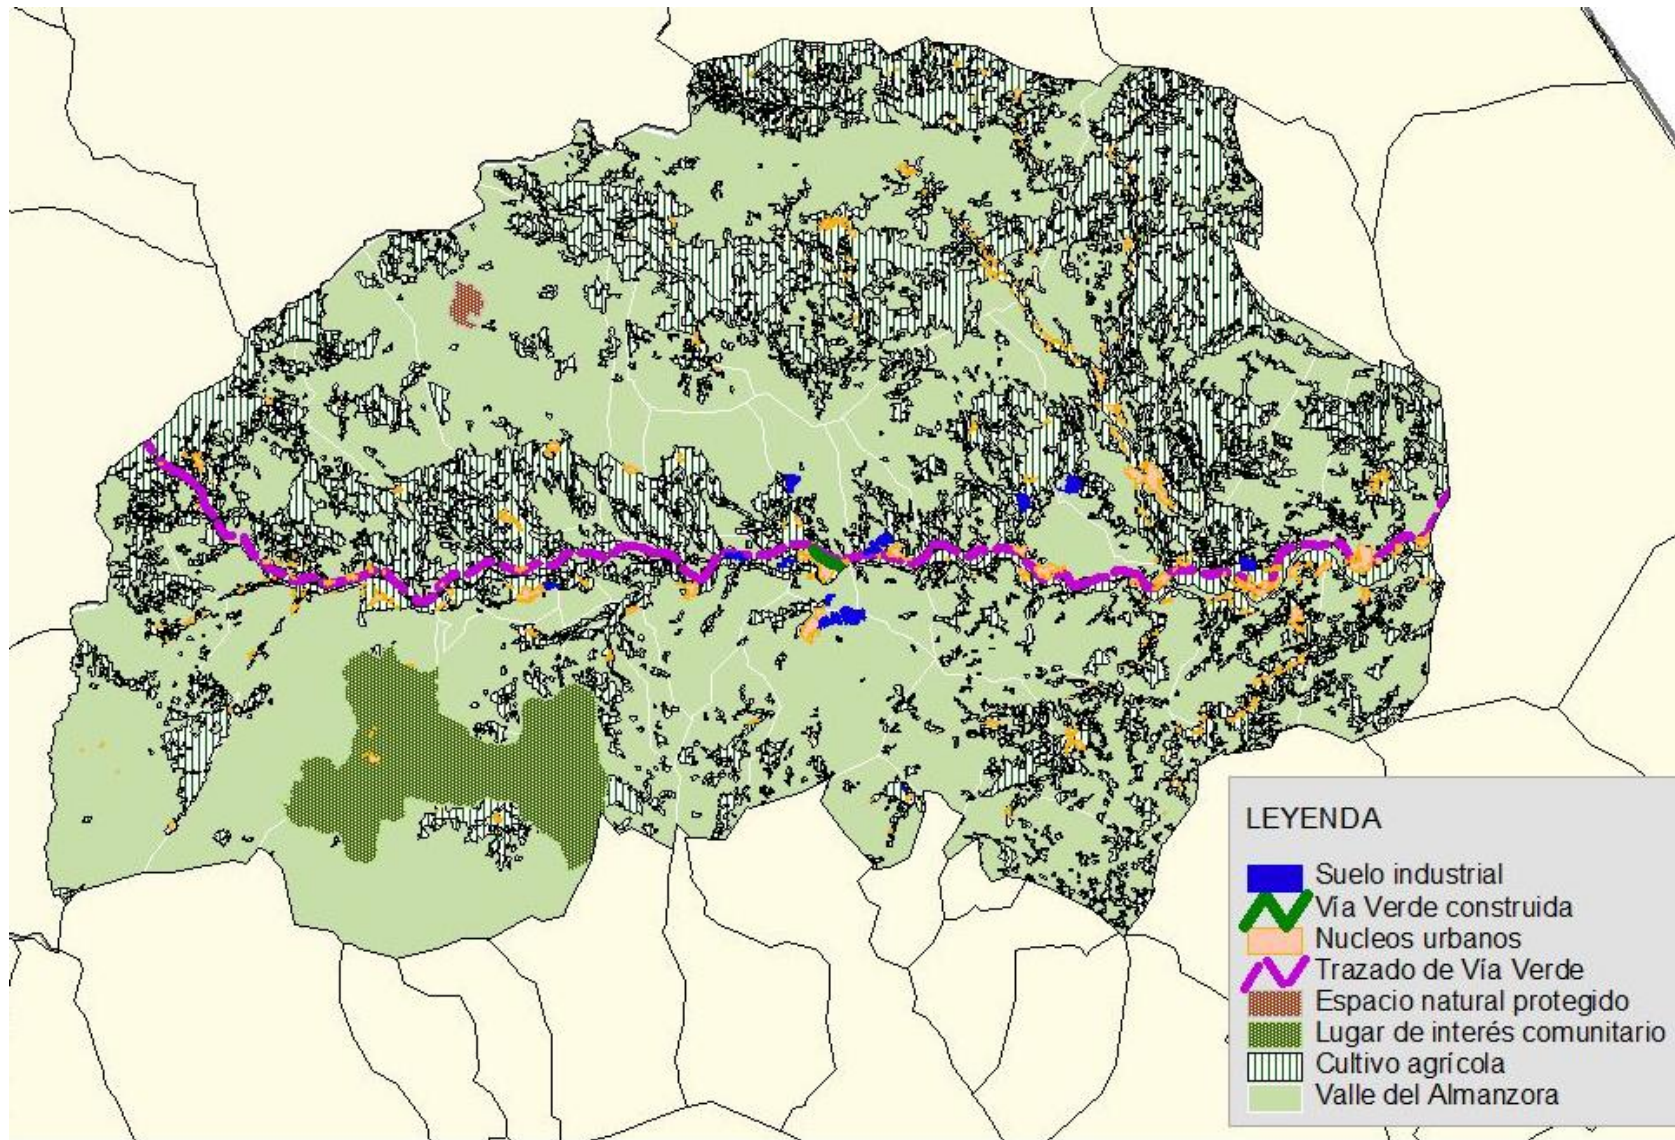 LEYENDA
Suelo industrial
Vía Verde construida
Nucleos urbanos
Trazado de Vía Verde
Espacio natural protegido
Lugar de interés comunitario
Cultivo agrícola
Valle del Almanzora